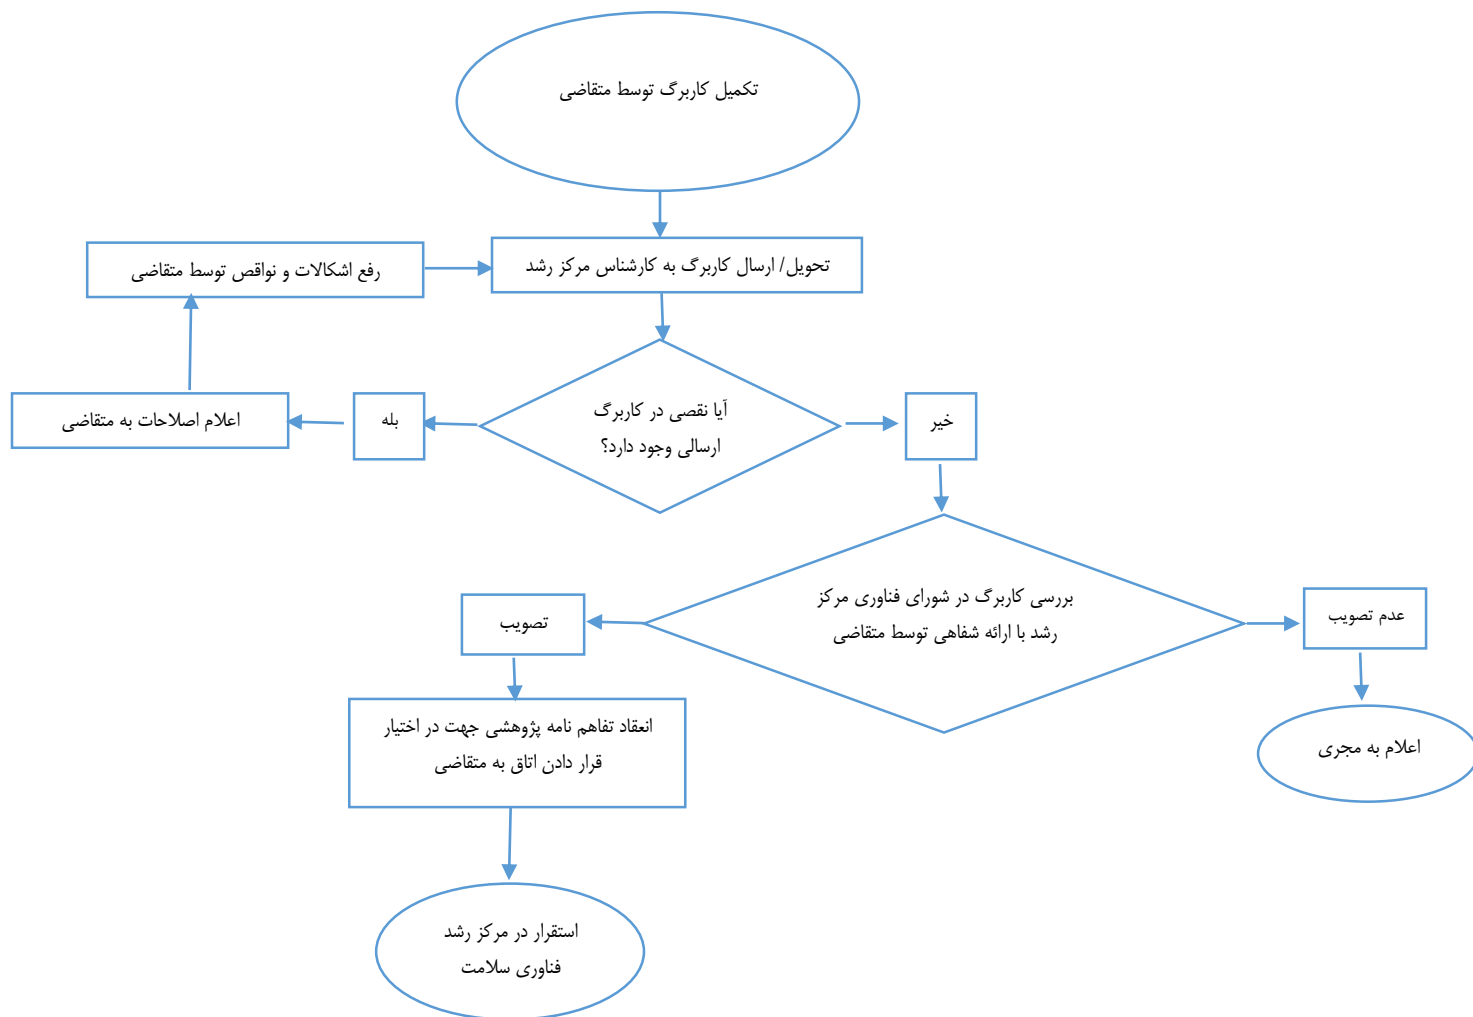 تکمیل کاربرگ توسط متقاضی
تحویل/ ارسال کاربرگ به کارشناس مرکز رشد
رفع اشکالات و نواقص توسط متقاضی
آیا نقصی در کاربرگ
ارسالی وجود دارد؟
خیر
بله
اعلام اصلاحات به متقاضی
بررسی کاربرگ در شورای فناوری مرکز
رشد با ارائه شفاهی توسط متقاضی
عدم تصویب
تصویب
انعقاد تفاهم نامه پژوهشی جهت در اختیار
قرار دادن اتاق به متقاضی
اعلام به مجری
استقرار در مرکز رشد
فناوری سلامت